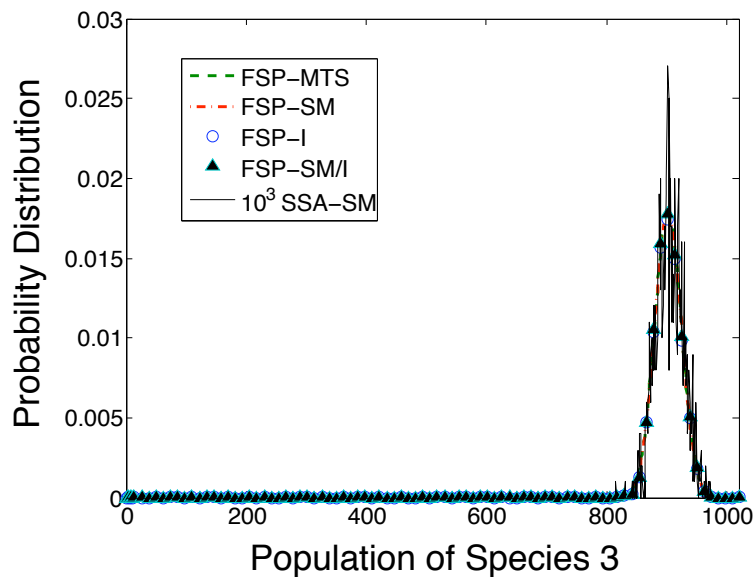 0.03
0.025
0.02
0.015
0.01
0.005
0
Probability Distribution
FSP-MTS
FSP-SM
FSP-I
FSP-SM/I
10³ SSA-SM
0 200 400 600 800 1000
Population of Species 3